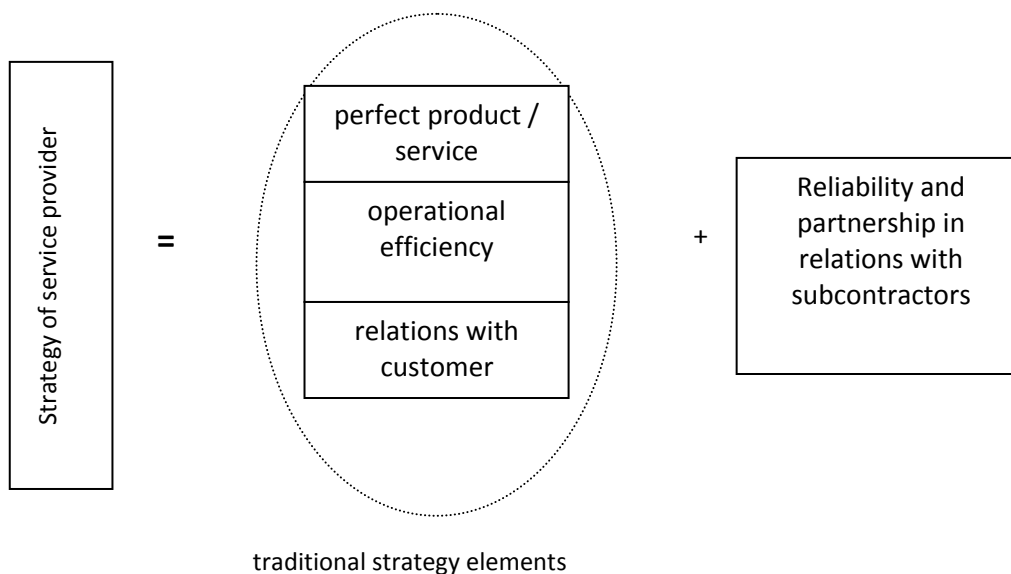 Strategy of service provider
=
perfect product /
service
operational
efficiency
relations with
customer
+
Reliability and
partnership in
relations with
subcontractors
traditional strategy elements